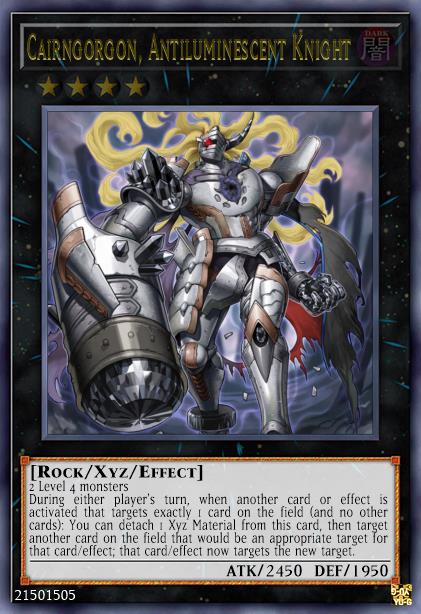 Cairngorgon, Antiluminescent Knight
DARK
闇
[Rock/Xyz/Effect]
2 Level 4 monsters
During either player's turn, when another card or effect is
activated that targets exactly 1 card on the field (and no other
cards): You can detach 1 Xyz Material from this card, then target
another card on the field that would be an appropriate target for
that card/effect; that card/effect now targets the new target.
ATK/2450 DEF/1950
21501505